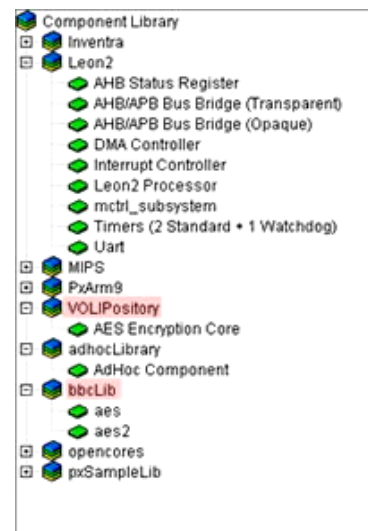 Component Library
Inventra
Leon2
AHB Status Register
AHB/APB Bus Bridge (Transparent)
AHB/APB Bus Bridge (Opaque)
DMA Controller
Interrupt Controller
Leon2 Processor
mctrl_subsystem
Timers (2 Standard + 1 Watchdog)
Uart
MIPS
PxArm9
VOLIPository
AES Encryption Core
adhocLibrary
AdHoc Component
bbcLib
aes
aes2
opencores
pxSampleLib